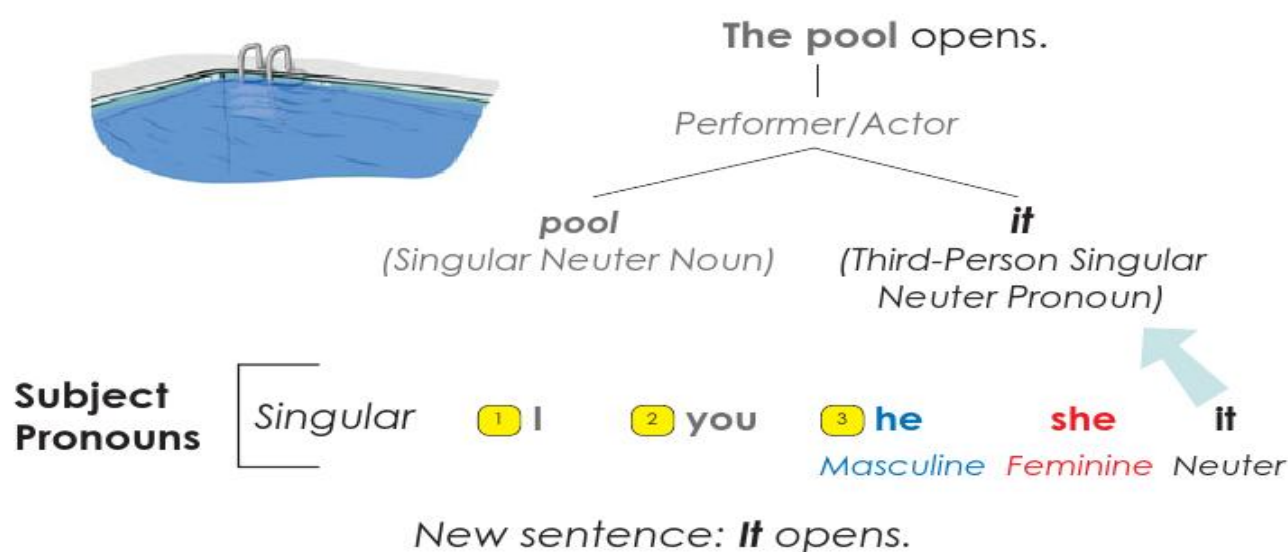 The pool opens.
Performer/Actor
pool it
(Singular Neuter Noun) (Third-Person Singular
Neuter Pronoun)
Subject
Pronouns
Singular 1 I 2 you 3 he she it
Masculine Feminine Neuter
New sentence: It opens.